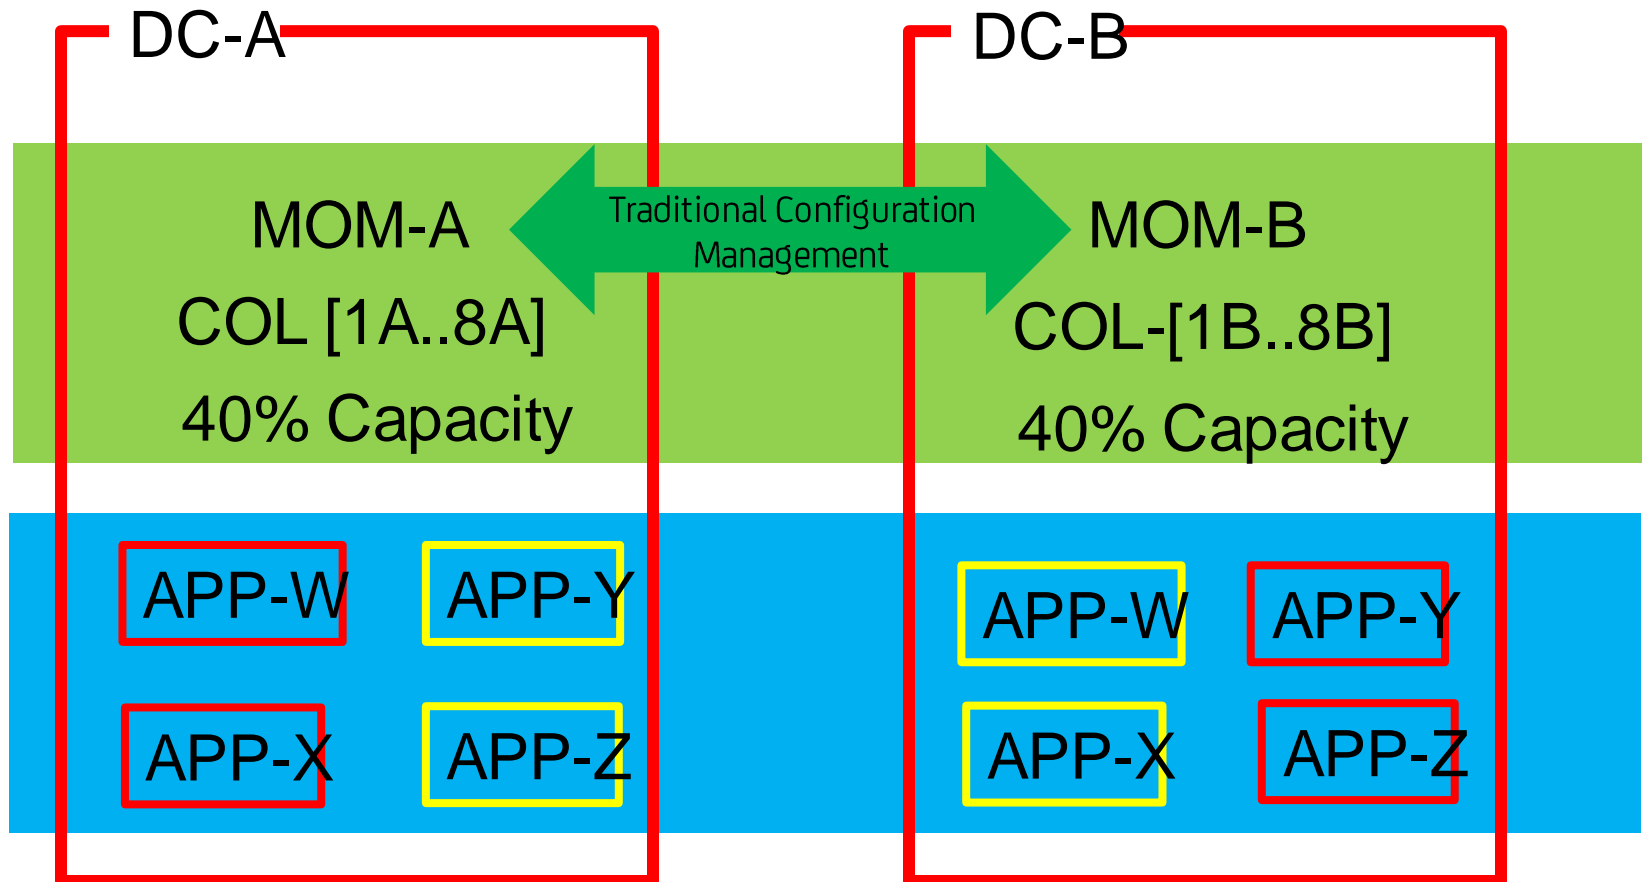 DC-A
DC-B
MOM-A
Traditional Configuration
Management
MOM-B
COL [1A..8A]
COL-[1B..8B]
40% Capacity
40% Capacity
APP-W
APP-Y
APP-W
APP-Y
APP-X
APP-Z
APP-X
APP-Z